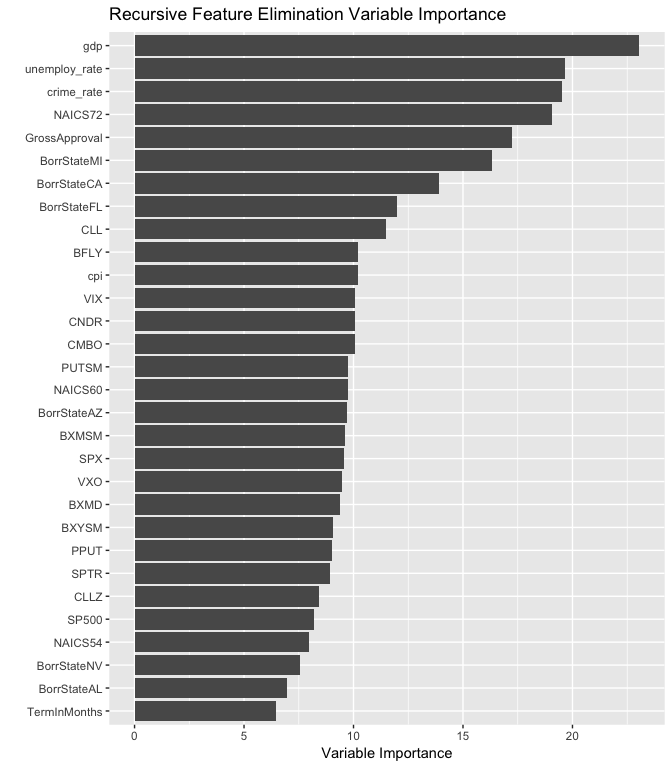 Recursive Feature Elimination Variable Importance
gdp
unemploy_rate
crime_rate
NAICS72
GrossApproval
BorrStateMI
BorrStateCA
BorrStateFL
CLL
BFLY
cpi
VIX
CNDR
CMBO
PUTSM
NAICS60
BorrStateAZ
BXMSM
SPX
VXO
BXMD
BXYSM
PPUT
SPTR
CLLZ
SP500
NAICS54
BorrStateNV
BorrStateAL
TermInMonths
0 5 10 15 20
Variable Importance